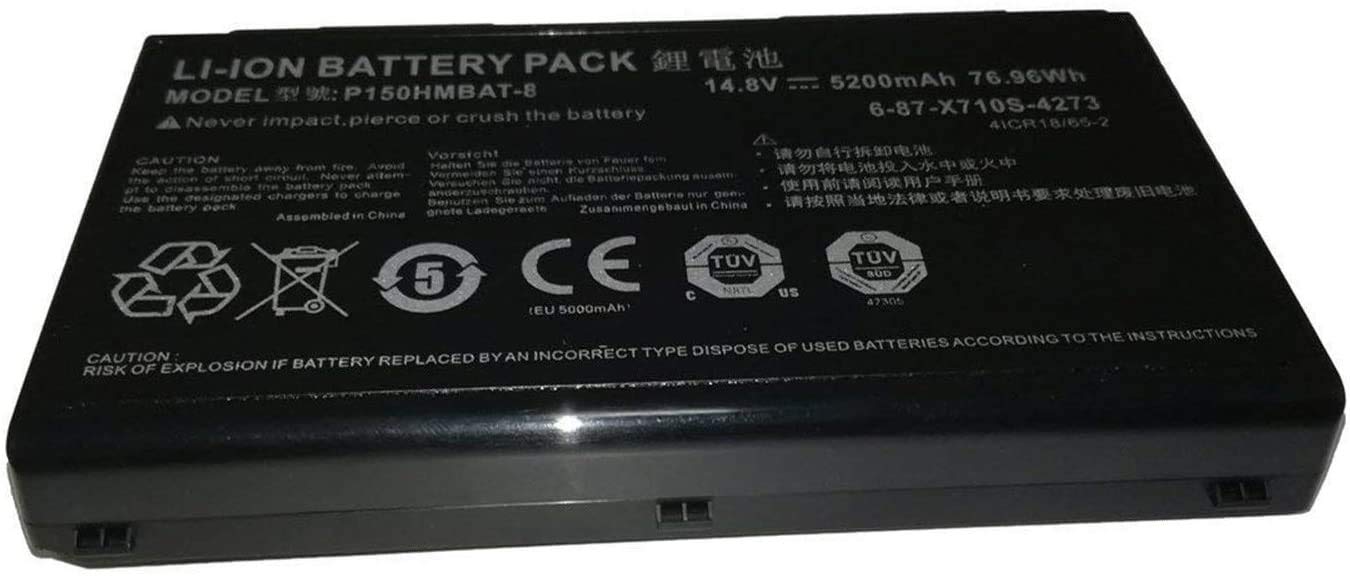 LI-ION BATTERY PACK 鋰電池
MODEL 型號:P150HMBAT-8
⚠Never impact,pierce or crush the battery
14.8V ⎓ 5200mAh 76.96Wh
6-87-X710S-4273
4ICR18/65-2
CAUTION
Keep the battery away from fire. Avoid
the action of short circuit. Never attem-
pt to disassemble the battery pack
Use the designated chargers to charge
the battery pack
Assembled in China
Vorsicht
Halten Sie die Batterie von Feuer fern
Vermeiden Sie einen Kurzschluss
Versuchen Sie nicht, die Batteriepackung ausein-
anderzubrechen
Benutzen Sie zum Aufladen der Batterie nur geei-
gnete Ladegeraete
Zusammengebaut in China
⚠
· 请勿自行拆卸电池
· 请勿将电池投入水中或火中
· 使用前请阅读用户手册
· 请按照当地法律或者说明书要求处理废旧电池
5
CE
(EU 5000mAh)
TÜV
NRTL
C US
TÜV
SÜD
47305
CAUTION :
RISK OF EXPLOSION IF BATTERY REPLACED BY AN INCORRECT TYPE DISPOSE OF USED BATTERIES ACCORDING TO THE INSTRUCTIONS